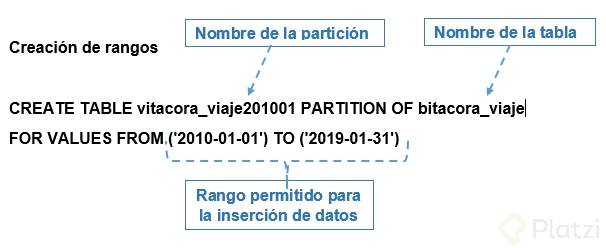 Nombre de la partición
Nombre de la tabla
Creación de rangos
CREATE TABLE vitacora_viaje201001 PARTITION OF bitacora_viaje
FOR VALUES FROM ('2010-01-01') TO ('2019-01-31')
Rango permitido para
la inserción de datos
Platzi